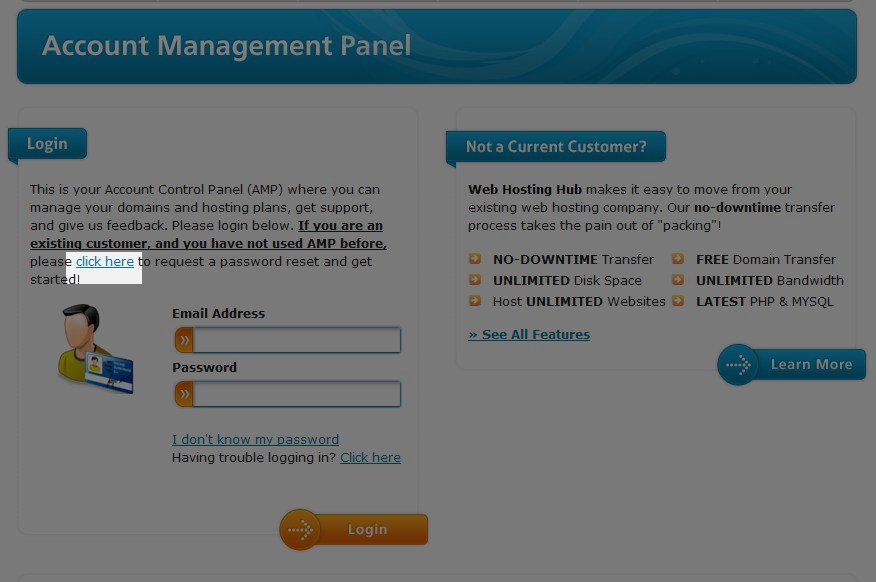 Account Management Panel
Login
This is your Account Control Panel (AMP) where you can
manage your domains and hosting plans, get support,
and give us feedback. Please login below. If you are an
existing customer, and you have not used AMP before,
please click here to request a password reset and get
started!
Email Address
Password
I don't know my password
Having trouble logging in? Click here
Login
Not a Current Customer?
Web Hosting Hub makes it easy to move from your
existing web hosting company. Our no-downtime transfer
process takes the pain out of "packing"!
NO-DOWNTIME Transfer
FREE Domain Transfer
UNLIMITED Disk Space
UNLIMITED Bandwidth
Host UNLIMITED Websites
LATEST PHP & MYSQL
» See All Features
Learn More